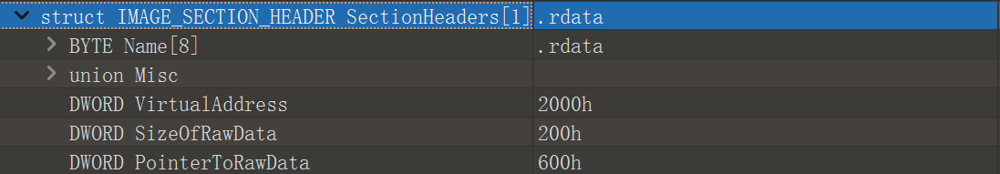 struct IMAGE_SECTION_HEADER SectionHeaders[1] .rdata
BYTE Name[8] .rdata
union Misc
DWORD VirtualAddress 2000h
DWORD SizeOfRawData 200h
DWORD PointerToRawData 600h